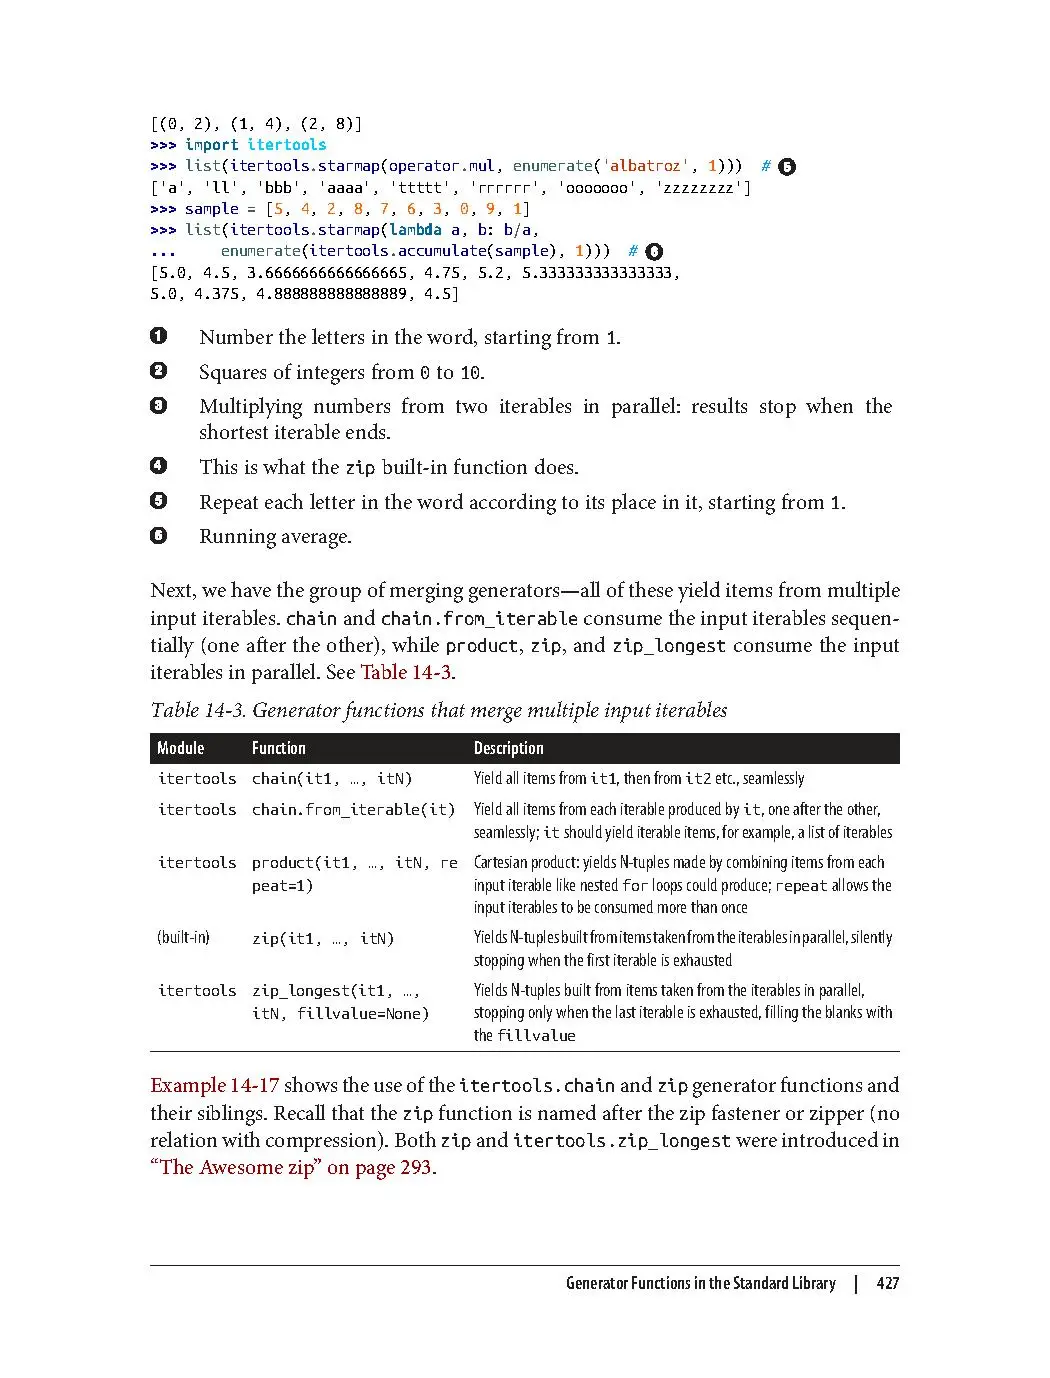 [(0, 2), (1, 4), (2, 8)]
>>> import itertools
>>> list(itertools.starmap(operator.mul, enumerate('albatroz', 1)))  # ❺
['a', 'll', 'bbb', 'aaaa', 'ttttt', 'rrrrrr', 'ooooooo', 'zzzzzzzz']
>>> sample = [5, 4, 2, 8, 7, 6, 3, 0, 9, 1]
>>> list(itertools.starmap(lambda a, b: b/a,
...     enumerate(itertools.accumulate(sample), 1)))  # ❻
[5.0, 4.5, 3.6666666666666665, 4.75, 5.2, 5.333333333333333,
5.0, 4.375, 4.888888888888889, 4.5]
❶ Number the letters in the word, starting from 1.
❷ Squares of integers from 0 to 10.
❸ Multiplying numbers from two iterables in parallel: results stop when the
shortest iterable ends.
❹ This is what the zip built-in function does.
❺ Repeat each letter in the word according to its place in it, starting from 1.
❻ Running average.
Next, we have the group of merging generators—all of these yield items from multiple
input iterables. chain and chain.from_iterable consume the input iterables sequen-
tially (one after the other), while product, zip, and zip_longest consume the input
iterables in parallel. See Table 14-3.
Table 14-3. Generator functions that merge multiple input iterables
Module Function Description
itertools chain(it1, …, itN) Yield all items from it1, then from it2 etc., seamlessly
itertools chain.from_iterable(it) Yield all items from each iterable produced by it, one after the other,
seamlessly; it should yield iterable items, for example, a list of iterables
itertools product(it1, …, itN, re Cartesian product: yields N-tuples made by combining items from each
peat=1) input iterable like nested for loops could produce; repeat allows the
input iterables to be consumed more than once
(built-in) zip(it1, …, itN) Yields N-tuples built from items taken from the iterables in parallel, silently
stopping when the first iterable is exhausted
itertools zip_longest(it1, …, Yields N-tuples built from items taken from the iterables in parallel,
itN, fillvalue=None) stopping only when the last iterable is exhausted, filling the blanks with
the fillvalue
Example 14-17 shows the use of the itertools.chain and zip generator functions and
their siblings. Recall that the zip function is named after the zip fastener or zipper (no
relation with compression). Both zip and itertools.zip_longest were introduced in
“The Awesome zip” on page 293.
Generator Functions in the Standard Library | 427